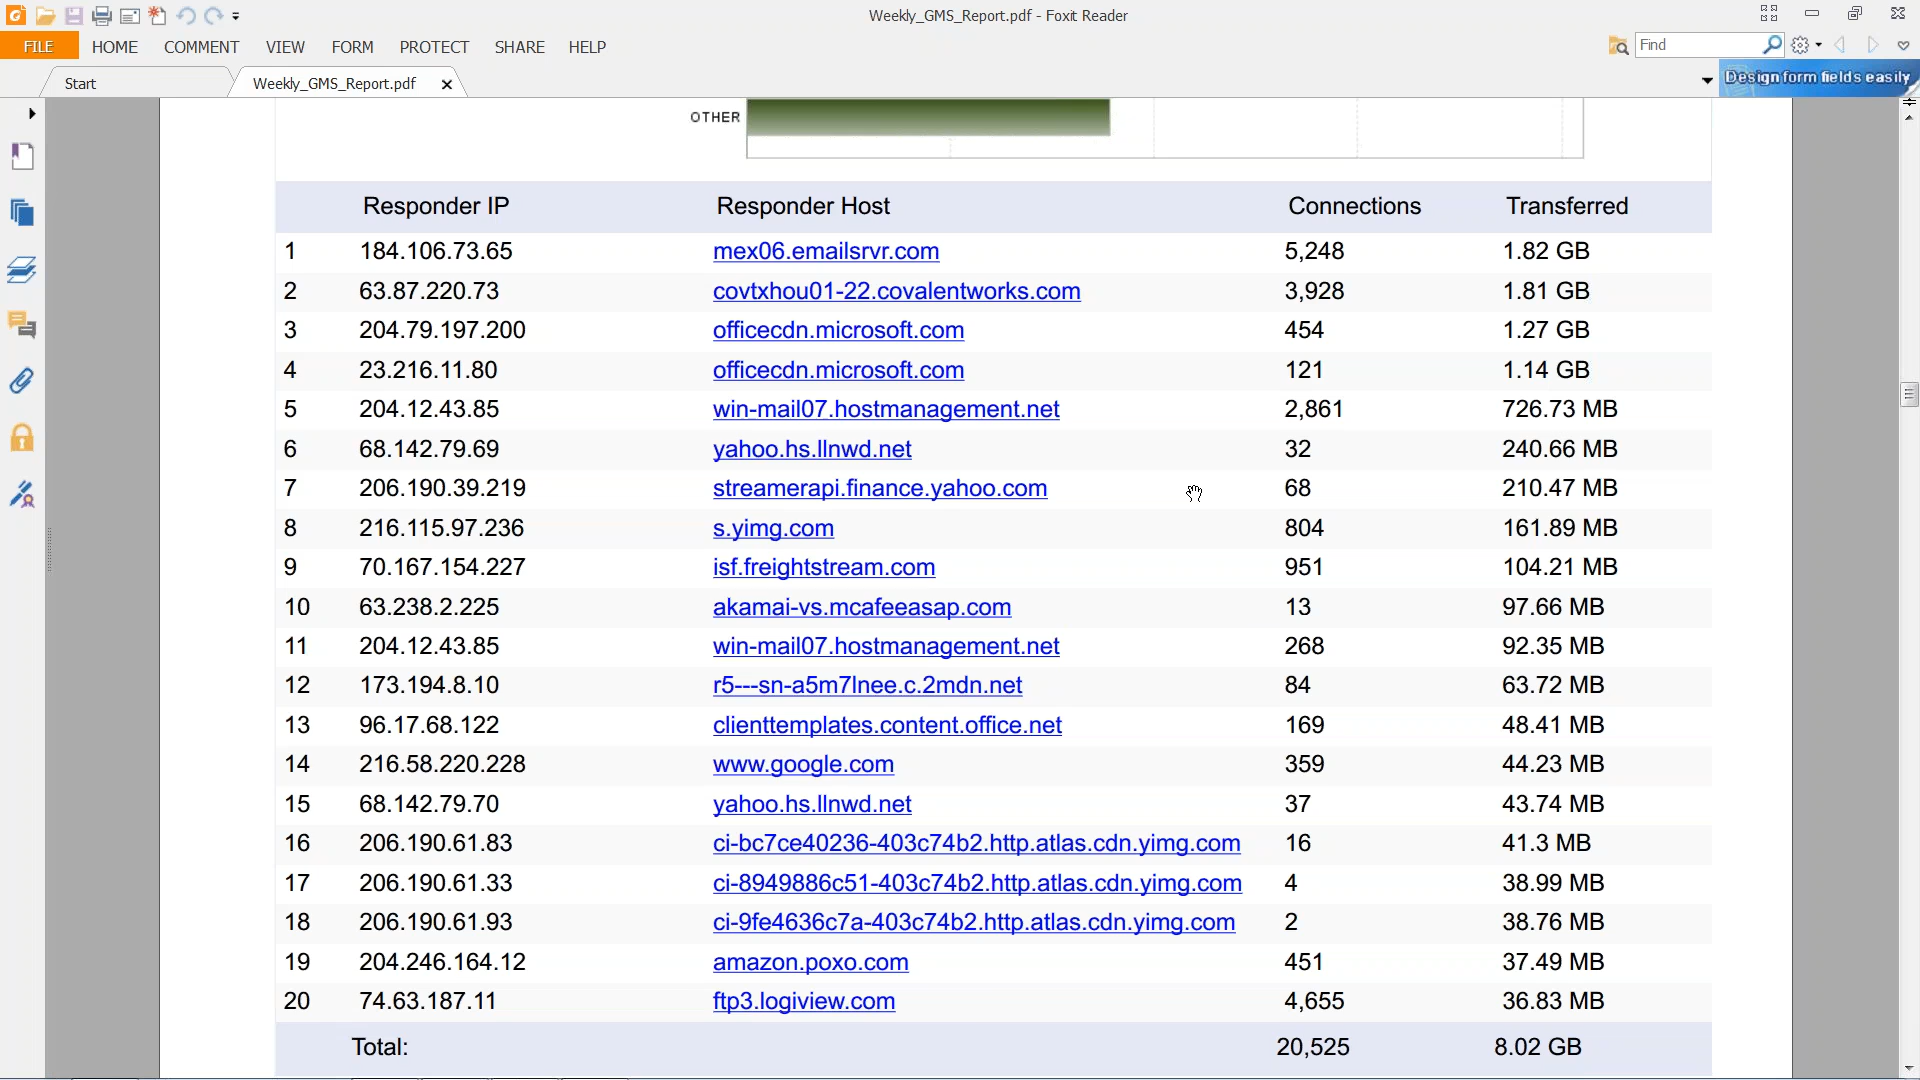 Weekly_GMS_Report.pdf - Foxit Reader
FILE HOME COMMENT VIEW FORM PROTECT SHARE HELP Find
Start Weekly_GMS_Report.pdf Design form fields easily
OTHER
Responder IP Responder Host Connections Transferred
1 184.106.73.65 mex06.emailsrvr.com 5,248 1.82 GB
2 63.87.220.73 covtxhou01-22.covalentworks.com 3,928 1.81 GB
3 204.79.197.200 officecdn.microsoft.com 454 1.27 GB
4 23.216.11.80 officecdn.microsoft.com 121 1.14 GB
5 204.12.43.85 win-mail07.hostmanagement.net 2,861 726.73 MB
6 68.142.79.69 yahoo.hs.llnwd.net 32 240.66 MB
7 206.190.39.219 streamerapi.finance.yahoo.com 68 210.47 MB
8 216.115.97.236 s.yimg.com 804 161.89 MB
9 70.167.154.227 isf.freightstream.com 951 104.21 MB
10 63.238.2.225 akamai-vs.mcafeeasap.com 13 97.66 MB
11 204.12.43.85 win-mail07.hostmanagement.net 268 92.35 MB
12 173.194.8.10 r5---sn-a5m7lnee.c.2mdn.net 84 63.72 MB
13 96.17.68.122 clienttemplates.content.office.net 169 48.41 MB
14 216.58.220.228 www.google.com 359 44.23 MB
15 68.142.79.70 yahoo.hs.llnwd.net 37 43.74 MB
16 206.190.61.83 ci-bc7ce40236-403c74b2.http.atlas.cdn.yimg.com 16 41.3 MB
17 206.190.61.33 ci-8949886c51-403c74b2.http.atlas.cdn.yimg.com 4 38.99 MB
18 206.190.61.93 ci-9fe4636c7a-403c74b2.http.atlas.cdn.yimg.com 2 38.76 MB
19 204.246.164.12 amazon.poxo.com 451 37.49 MB
20 74.63.187.11 ftp3.logiview.com 4,655 36.83 MB
Total: 20,525 8.02 GB